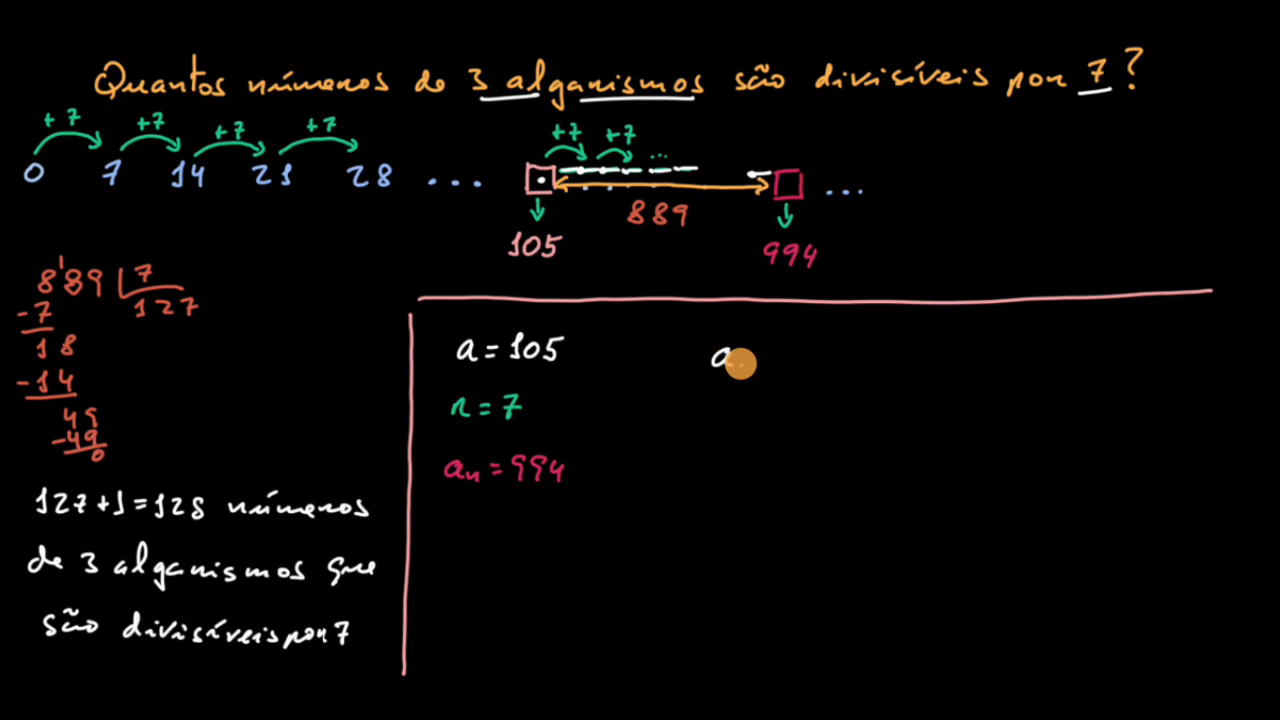 Quantos números de 3 algarismos são divisíveis por 7?
+7 +7 +7 +7
0 7 14 21 28 ...
+7 +7 ...
...
889
105
994
889 7
127
-7
18
-14
49
-49
0
127+1=128 números
de 3 algarismos que
são divisíveis por 7
a=105
r=7
an=994
a